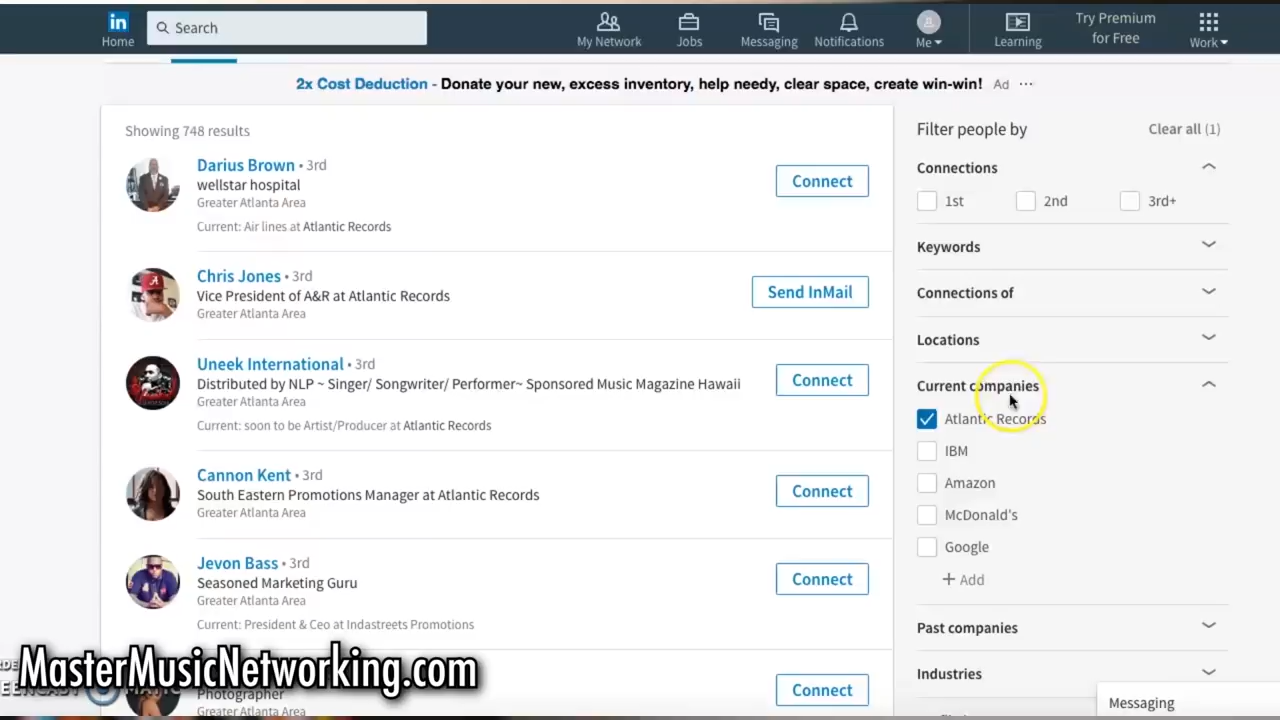 in
Search
Home
My Network
Jobs
Messaging
Notifications
Me
Learning
Try Premium
for Free
Work
2x Cost Deduction - Donate your new, excess inventory, help needy, clear space, create win-win! Ad ···
Showing 748 results
Darius Brown • 3rd
wellstar hospital
Greater Atlanta Area
Current: Air lines at Atlantic Records
Connect
Chris Jones • 3rd
Vice President of A&R at Atlantic Records
Greater Atlanta Area
Send InMail
Uneek International • 3rd
Distributed by NLP ~ Singer/ Songwriter/ Performer~ Sponsored Music Magazine Hawaii
Greater Atlanta Area
Current: soon to be Artist/Producer at Atlantic Records
Connect
Cannon Kent • 3rd
South Eastern Promotions Manager at Atlantic Records
Greater Atlanta Area
Connect
Jevon Bass • 3rd
Seasoned Marketing Guru
Greater Atlanta Area
Current: President & Ceo at Indastreets Promotions
Connect
Photographer
Greater Atlanta Area
Connect
Filter people by
Clear all (1)
Connections
1st
2nd
3rd+
Keywords
Connections of
Locations
Current companies
Atlantic Records
IBM
Amazon
McDonald's
Google
+ Add
Past companies
Industries
Messaging
MasterMusicNetworking.com